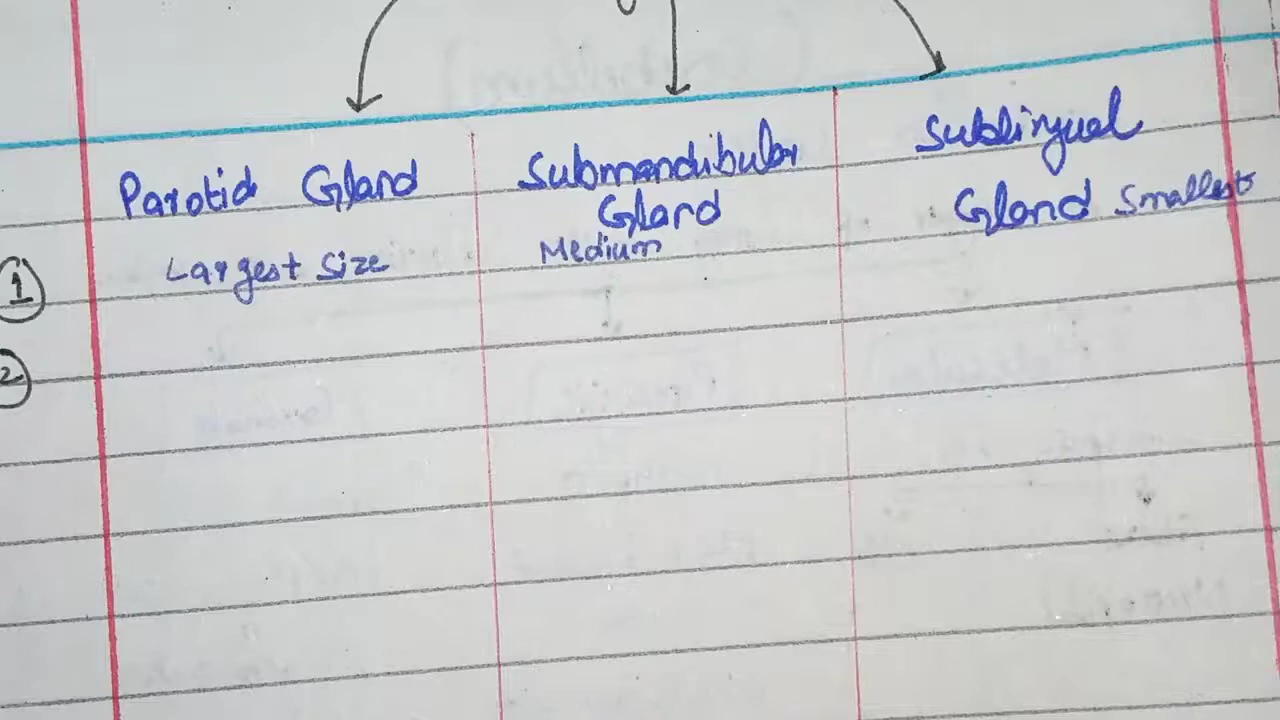 Parotid Gland
Submandibular
Gland
Sublingual
Gland Smallest
① Largest Size
Medium
②